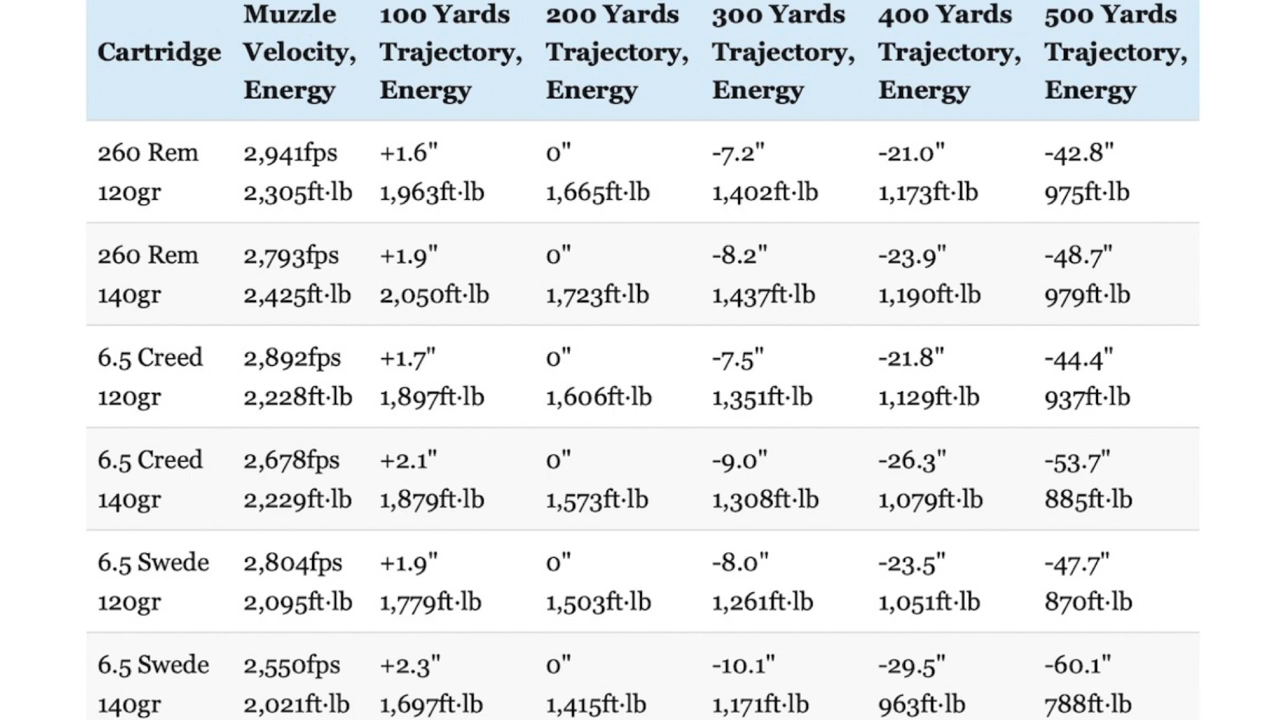 Cartridge
Muzzle Velocity, Energy
100 Yards Trajectory, Energy
200 Yards Trajectory, Energy
300 Yards Trajectory, Energy
400 Yards Trajectory, Energy
500 Yards Trajectory, Energy
260 Rem 2,941fps +1.6" 0" -7.2" -21.0" -42.8"
120gr 2,305ft·lb 1,963ft·lb 1,665ft·lb 1,402ft·lb 1,173ft·lb 975ft·lb
260 Rem 2,793fps +1.9" 0" -8.2" -23.9" -48.7"
140gr 2,425ft·lb 2,050ft·lb 1,723ft·lb 1,437ft·lb 1,190ft·lb 979ft·lb
6.5 Creed 2,892fps +1.7" 0" -7.5" -21.8" -44.4"
120gr 2,228ft·lb 1,897ft·lb 1,606ft·lb 1,351ft·lb 1,129ft·lb 937ft·lb
6.5 Creed 2,678fps +2.1" 0" -9.0" -26.3" -53.7"
140gr 2,229ft·lb 1,879ft·lb 1,573ft·lb 1,308ft·lb 1,079ft·lb 885ft·lb
6.5 Swede 2,804fps +1.9" 0" -8.0" -23.5" -47.7"
120gr 2,095ft·lb 1,779ft·lb 1,503ft·lb 1,261ft·lb 1,051ft·lb 870ft·lb
6.5 Swede 2,550fps +2.3" 0" -10.1" -29.5" -60.1"
140gr 2,021ft·lb 1,697ft·lb 1,415ft·lb 1,171ft·lb 963ft·lb 788ft·lb